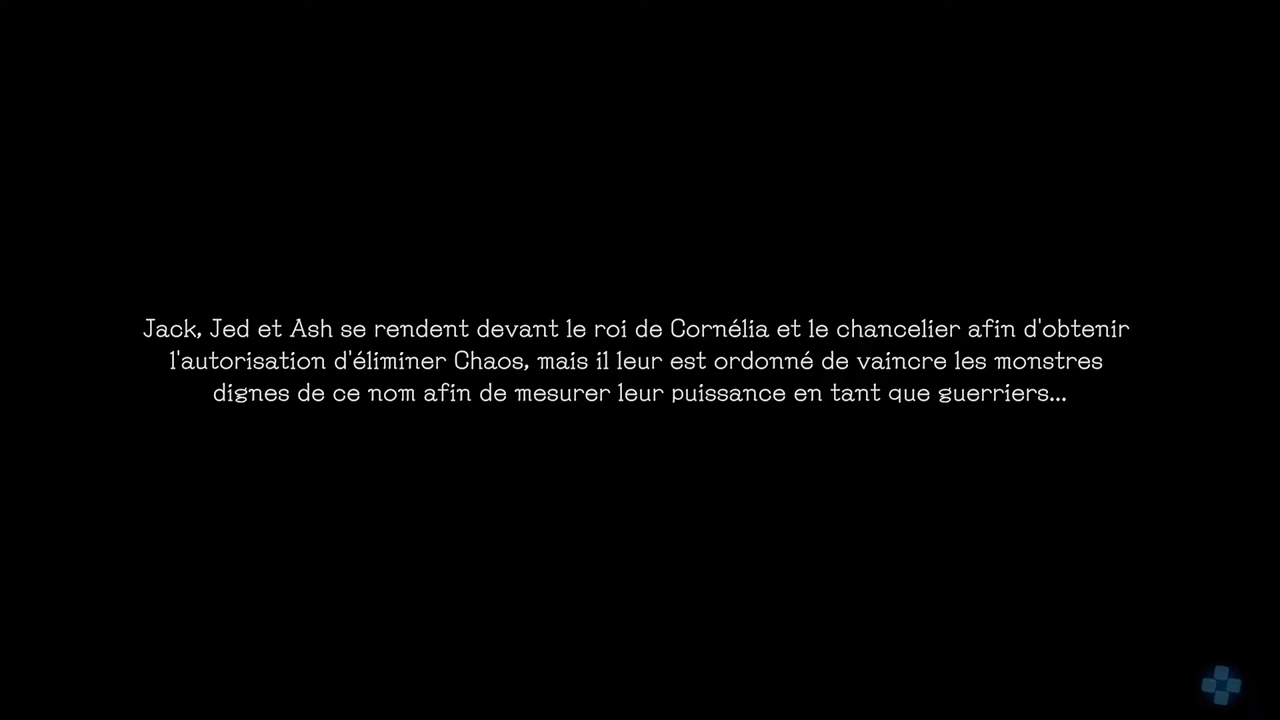 Jack, Jed et Ash se rendent devant le roi de Cornélia et le chancelier afin d'obtenir
l'autorisation d'éliminer Chaos, mais il leur est ordonné de vaincre les monstres
dignes de ce nom afin de mesurer leur puissance en tant que guerriers...